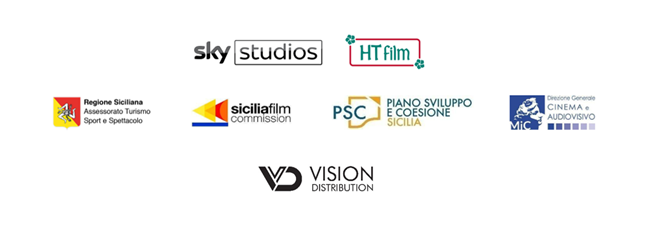 sky studios
HT film
Regione Siciliana
Assessorato Turismo
Sport e Spettacolo
siciliafilm
commission
PSC
PIANO SVILUPPO
E COESIONE
SICILIA
MiC
Direzione Generale
CINEMA e
AUDIOVISIVO
VD
VISION
DISTRIBUTION